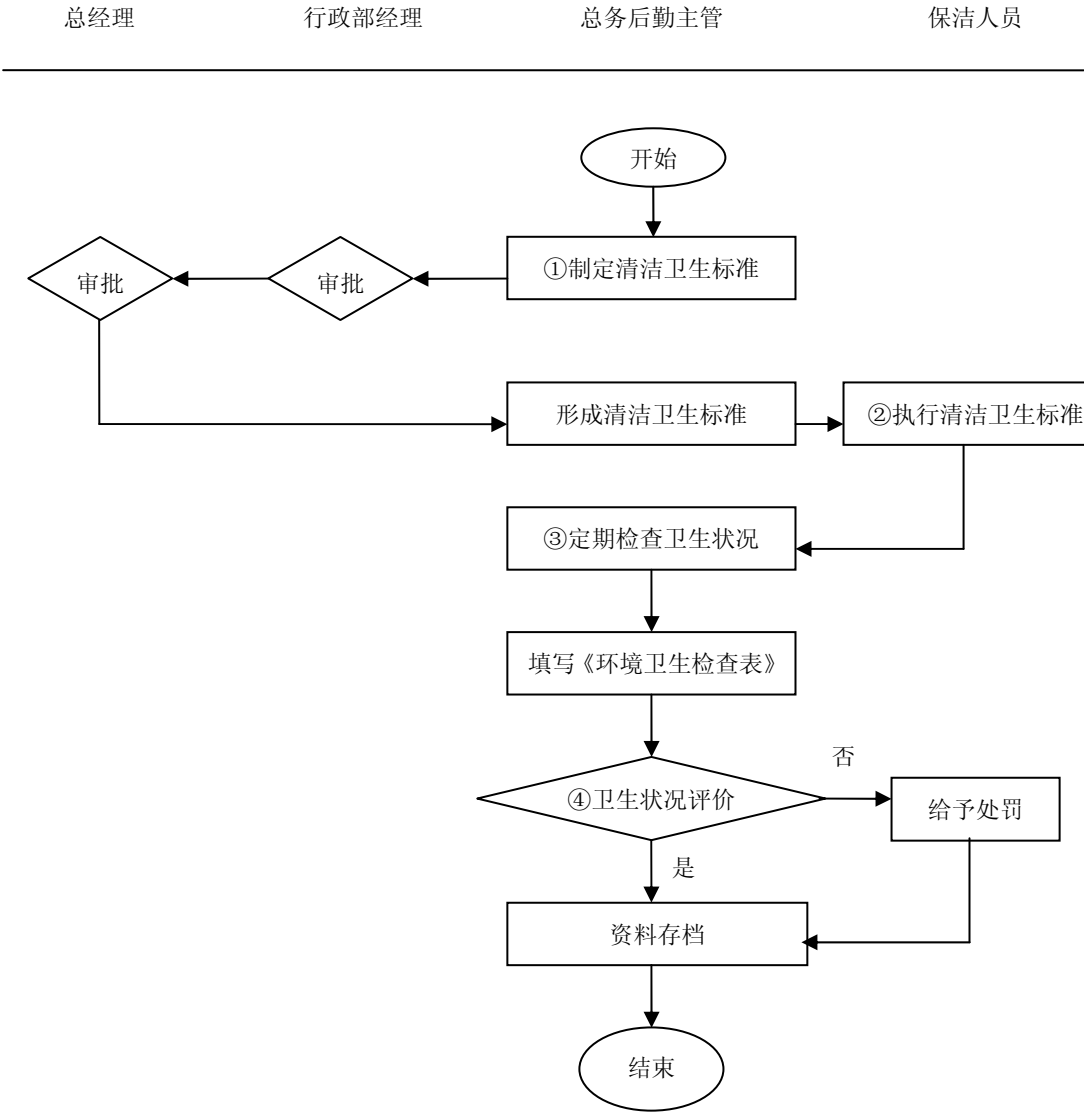 总经理 行政部经理 总务后勤主管 保洁人员
开始
审批 审批 ①制定清洁卫生标准
形成清洁卫生标准 ②执行清洁卫生标准
③定期检查卫生状况
填写《环境卫生检查表》
否
④卫生状况评价 给予处罚
是
资料存档
结束